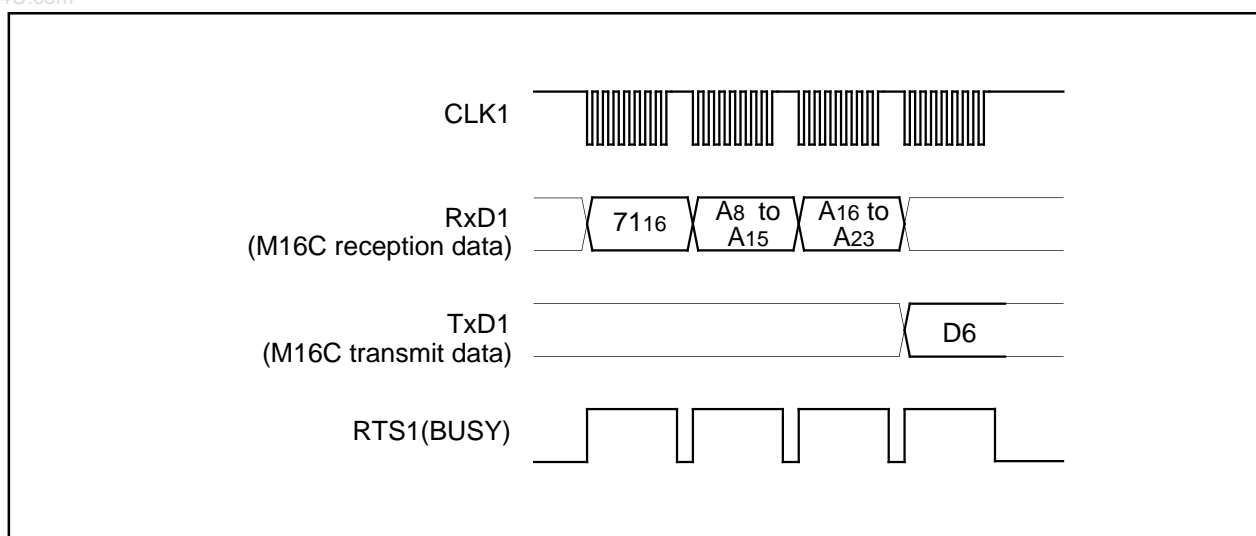 CLK1
RxD1
(M16C reception data)
7116
A8 to
A15
A16 to
A23
TxD1
(M16C transmit data)
D6
RTS1(BUSY)